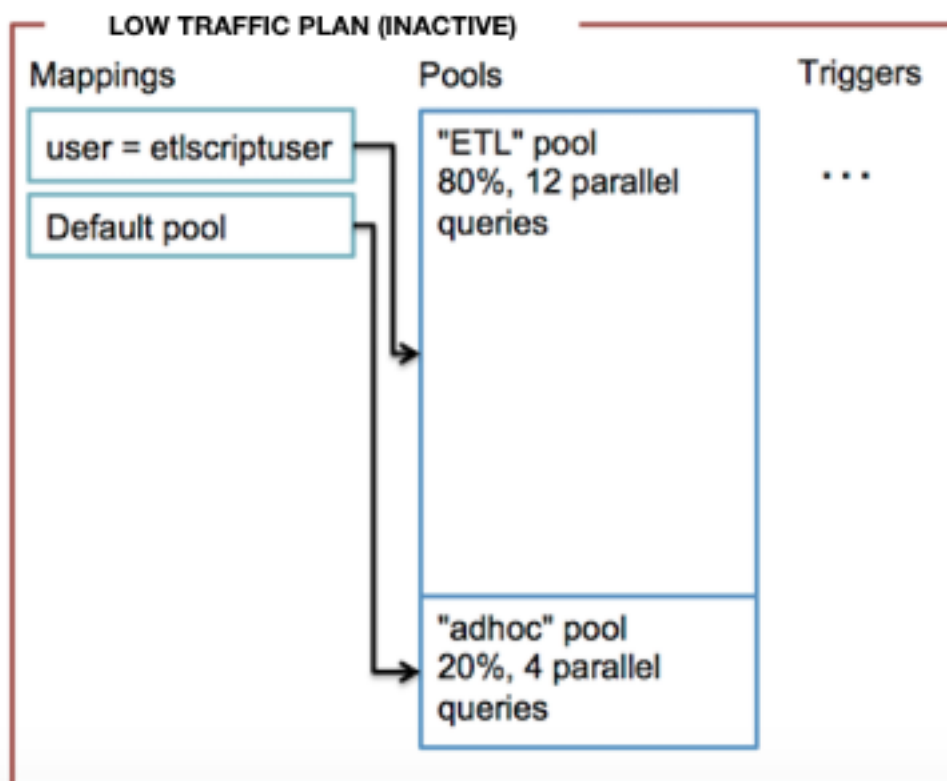 LOW TRAFFIC PLAN (INACTIVE)
Mappings
Pools
Triggers
user = etlscriptuser
Default pool
"ETL" pool
80%, 12 parallel
queries
...
"adhoc" pool
20%, 4 parallel
queries